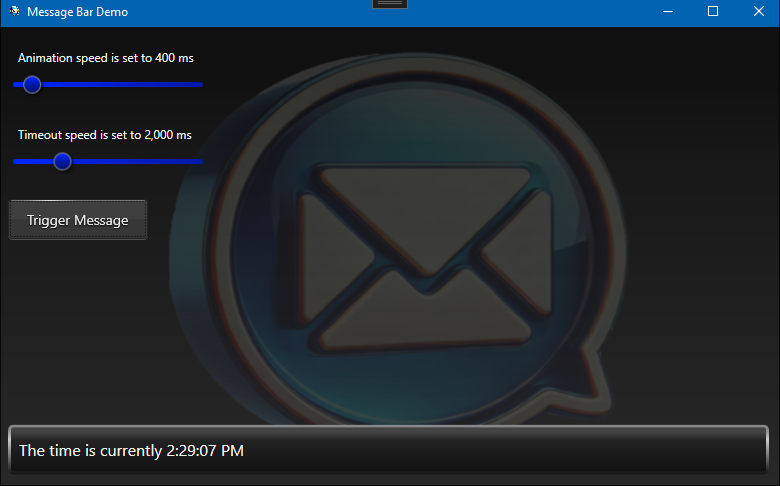 Message Bar Demo
Animation speed is set to 400 ms
Timeout speed is set to 2,000 ms
Trigger Message
The time is currently 2:29:07 PM